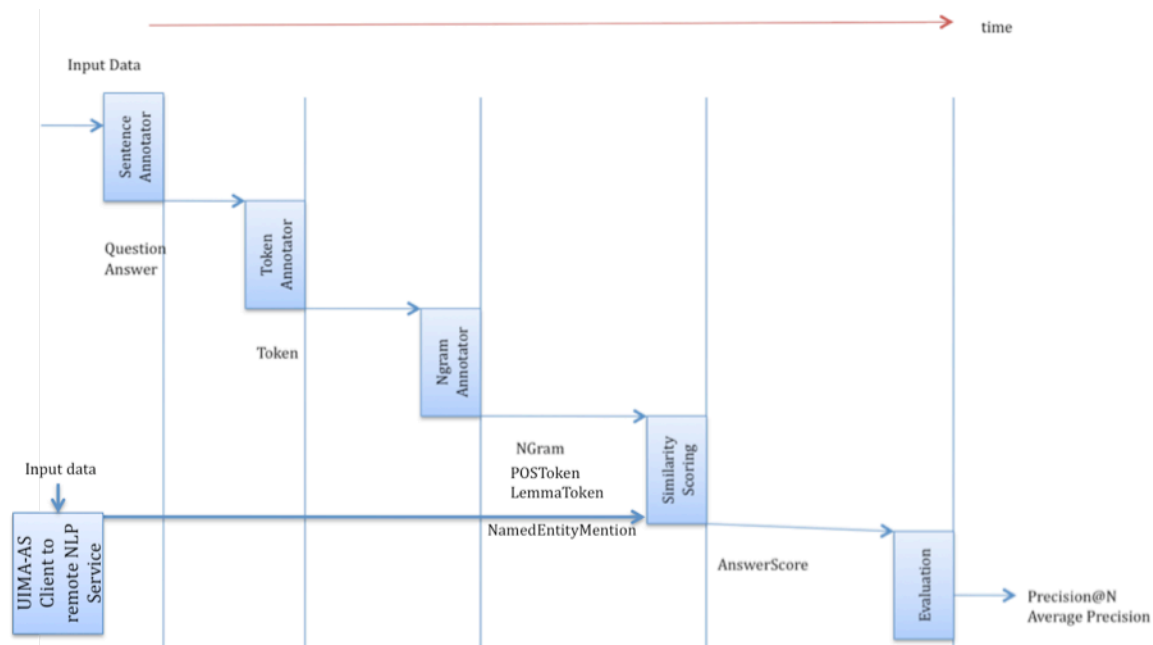 time
Input Data
Sentence
Annotator
Question
Answer
Token
Annotator
Token
Ngram
Annotator
NGram
POSToken
LemmaToken
Similarity
Scoring
Input data
UIMA-AS
Client to
remote NLP
Service
NamedEntityMention
AnswerScore
Evaluation
Precision@N
Average Precision